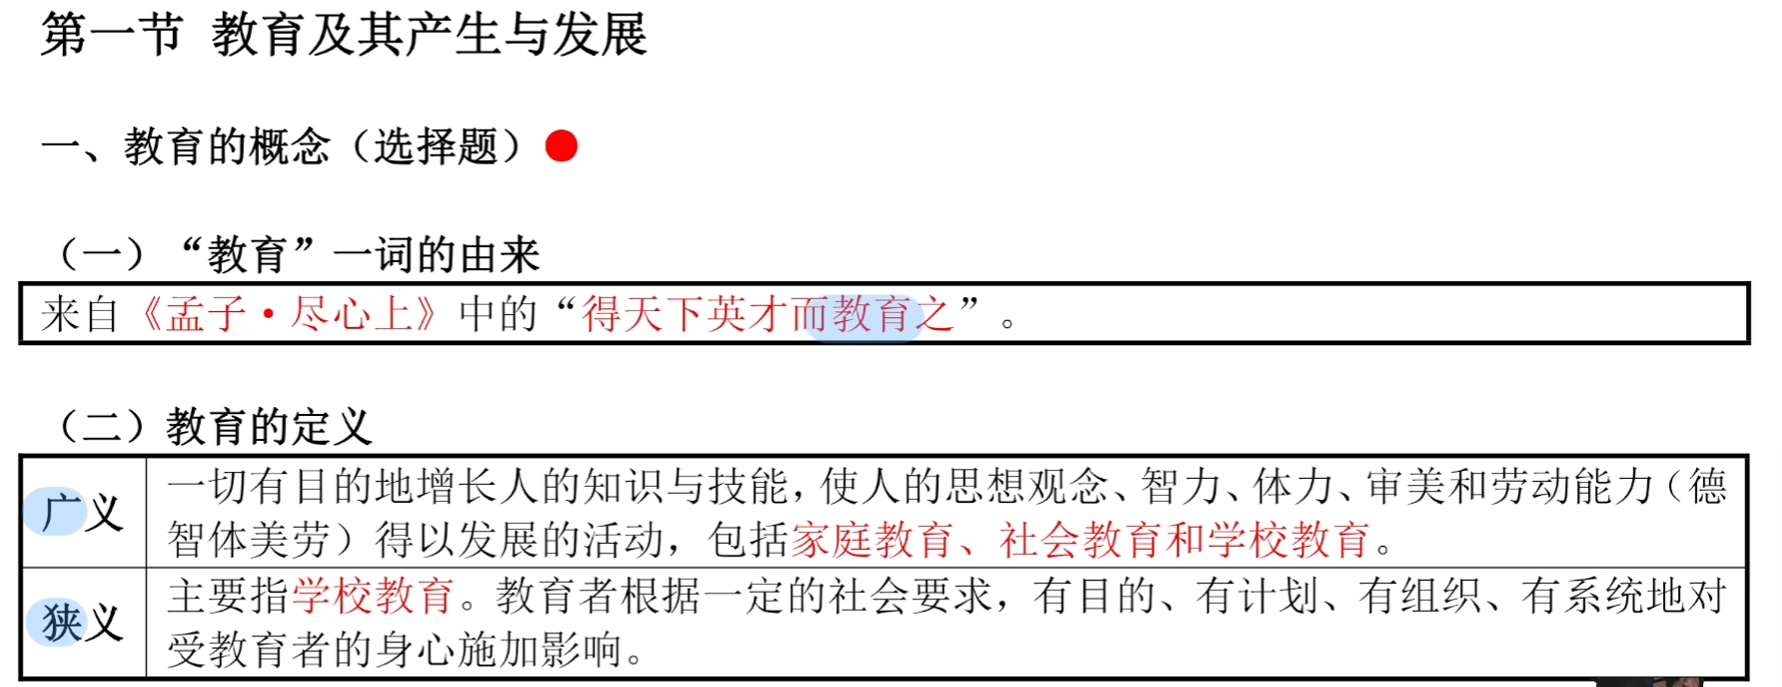 第一节 教育及其产生与发展
一、教育的概念（选择题）
（一）“教育”一词的由来
来自《孟子·尽心上》中的“得天下英才而教育之”。
（二）教育的定义
广义
一切有目的地增长人的知识与技能，使人的思想观念、智力、体力、审美和劳动能力（德
智体美劳）得以发展的活动，包括家庭教育、社会教育和学校教育。
狭义
主要指学校教育。教育者根据一定的社会要求，有目的、有计划、有组织、有系统地对
受教育者的身心施加影响。